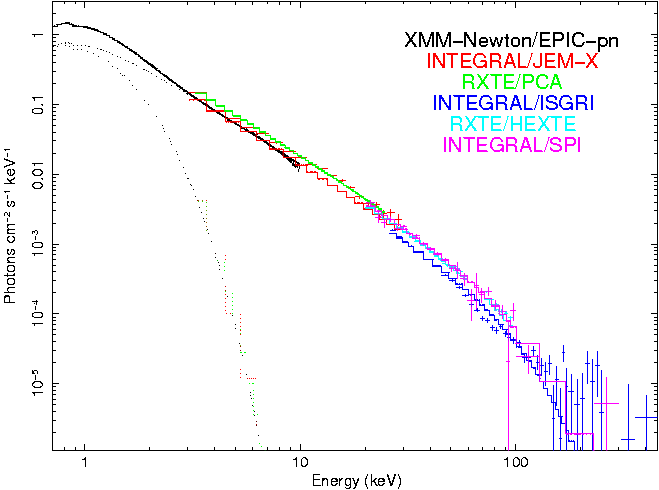 XMM−Newton/EPIC−pn
INTEGRAL/JEM−X
RXTE/PCA
INTEGRAL/ISGRI
RXTE/HEXTE
INTEGRAL/SPI
Photons cm⁻² s⁻¹ keV⁻¹
1
0.1
0.01
10⁻³
10⁻⁴
10⁻⁵
1 10 100
Energy (keV)